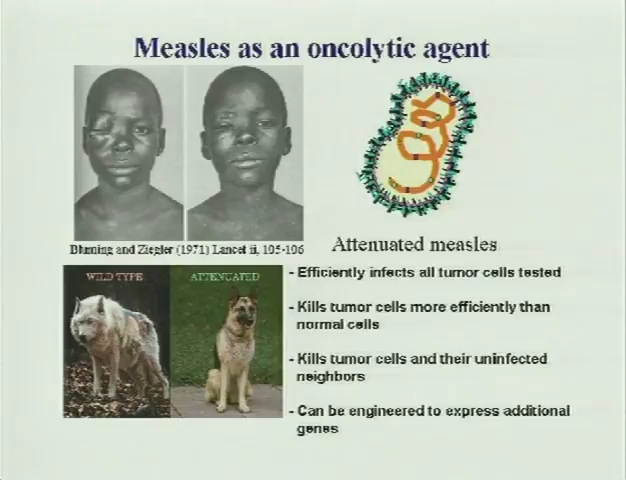 Measles as an oncolytic agent
Bluming and Ziegler (1971) Lancet ii, 105-106
Attenuated measles
WILD TYPE
ATTENUATED
- Efficiently infects all tumor cells tested
- Kills tumor cells more efficiently than
normal cells
- Kills tumor cells and their uninfected
neighbors
- Can be engineered to express additional
genes